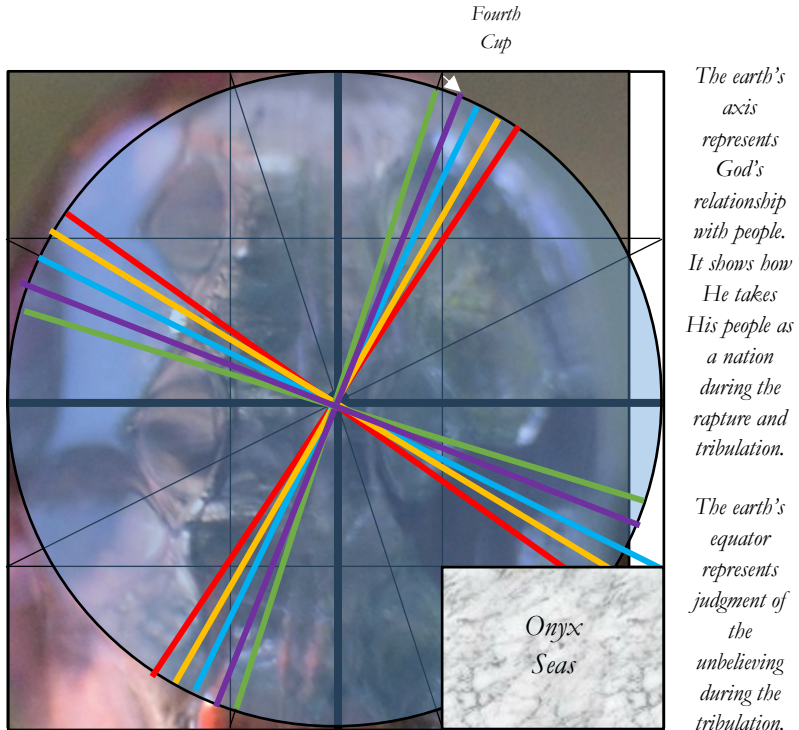 Fourth
Cup
The earth's
axis
represents
God's
relationship
with people.
It shows how
He takes
His people as
a nation
during the
rapture and
tribulation.
The earth's
equator
represents
judgment of
the
unbelieving
during the
tribulation,
Onyx
Seas